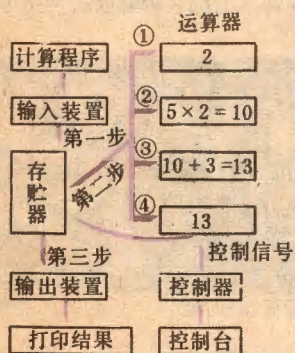 运算器
①
计算程序
2
②
输入装置
5×2=10
第一步
③
存贮器
第二步
10+3=13
④
13
第三步
控制信号
输出装置
控制器
打印结果
控制台